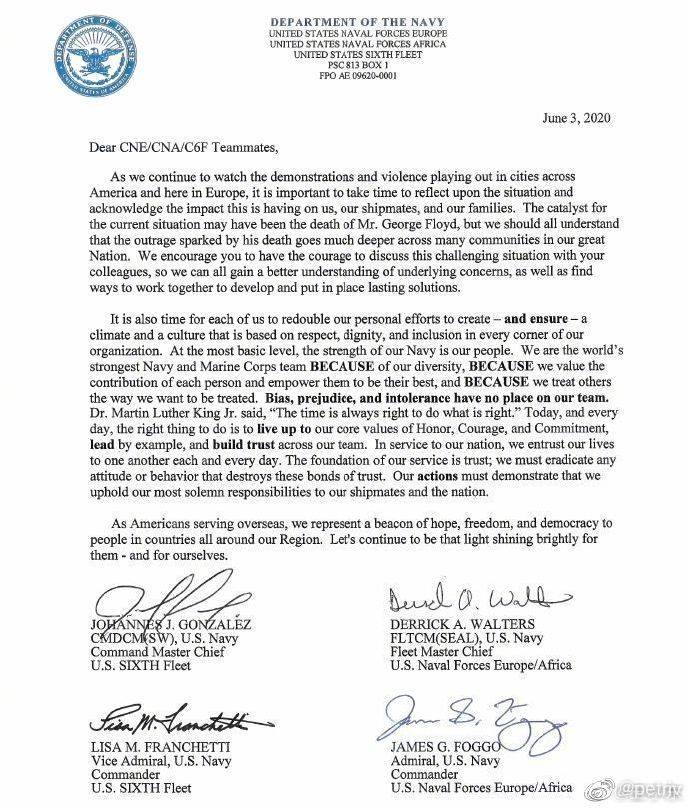 DEPARTMENT OF DEFENSE
UNITED STATES OF AMERICA
DEPARTMENT OF THE NAVY
UNITED STATES NAVAL FORCES EUROPE
UNITED STATES NAVAL FORCES AFRICA
UNITED STATES SIXTH FLEET
PSC 813 BOX 1
FPO AE 09620-0001
June 3, 2020
Dear CNE/CNA/C6F Teammates,
As we continue to watch the demonstrations and violence playing out in cities across
America and here in Europe, it is important to take time to reflect upon the situation and
acknowledge the impact this is having on us, our shipmates, and our families. The catalyst for
the current situation may have been the death of Mr. George Floyd, but we should all understand
that the outrage sparked by his death goes much deeper across many communities in our great
Nation. We encourage you to have the courage to discuss this challenging situation with your
colleagues, so we can all gain a better understanding of underlying concerns, as well as find
ways to work together to develop and put in place lasting solutions.
It is also time for each of us to redouble our personal efforts to create – and ensure – a
climate and a culture that is based on respect, dignity, and inclusion in every corner of our
organization. At the most basic level, the strength of our Navy is our people. We are the world's
strongest Navy and Marine Corps team BECAUSE of our diversity, BECAUSE we value the
contribution of each person and empower them to be their best, and BECAUSE we treat others
the way we want to be treated. Bias, prejudice, and intolerance have no place on our team.
Dr. Martin Luther King Jr. said, “The time is always right to do what is right.” Today, and every
day, the right thing to do is to live up to our core values of Honor, Courage, and Commitment,
lead by example, and build trust across our team. In service to our nation, we entrust our lives
to one another each and every day. The foundation of our service is trust; we must eradicate any
attitude or behavior that destroys these bonds of trust. Our actions must demonstrate that we
uphold our most solemn responsibilities to our shipmates and the nation.
As Americans serving overseas, we represent a beacon of hope, freedom, and democracy to
people in countries all around our Region. Let's continue to be that light shining brightly for
them - and for ourselves.
JOHANNES J. GONZALEZ
CMDCM(SW), U.S. Navy
Command Master Chief
U.S. SIXTH Fleet
Derrick A. Walters
DERRICK A. WALTERS
FLTCM(SEAL), U.S. Navy
Fleet Master Chief
U.S. Naval Forces Europe/Africa
Lisa M. Franchetti
LISA M. FRANCHETTI
Vice Admiral, U.S. Navy
Commander
U.S. SIXTH Fleet
James G. Foggo
JAMES G. FOGGO
Admiral, U.S. Navy
Commander
U.S. Naval Forces Europe/Africa